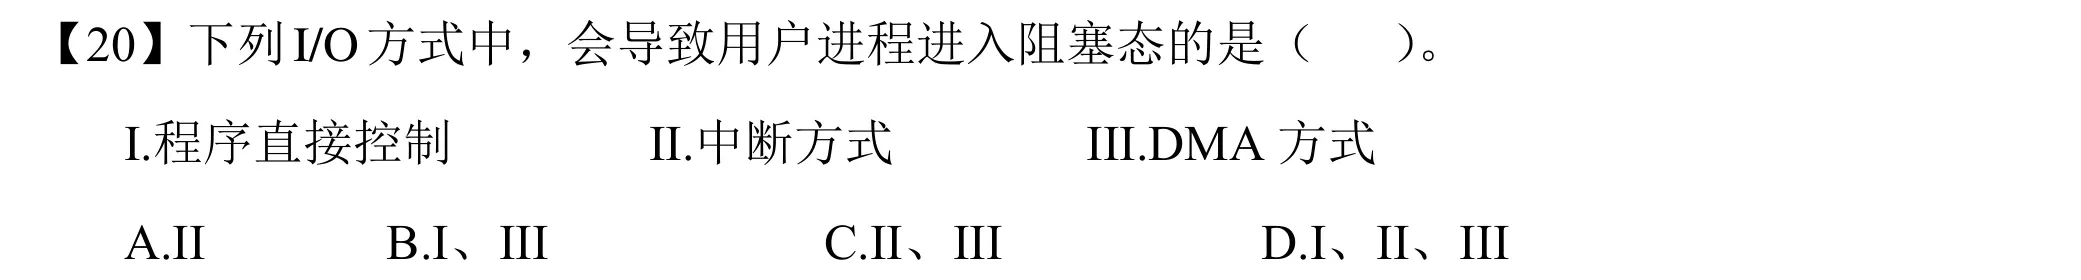 【20】下列 I/O 方式中，会导致用户进程进入阻塞态的是（ ）。
I.程序直接控制 II.中断方式 III.DMA 方式
A.II B.I、III C.II、III D.I、II、III